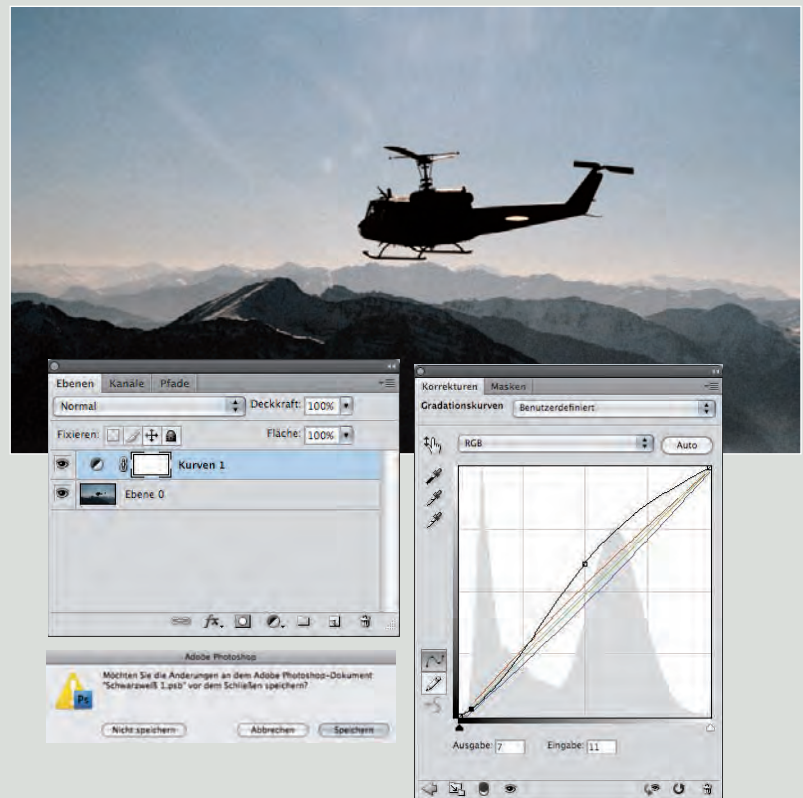 Ebenen Kanäle Pfade
Normal Deckkraft: 100%
Fixieren: Fläche: 100%
Kurven 1
Ebene 0
fx.
Adobe Photoshop
Möchten Sie die Änderungen an dem Adobe Photoshop-Dokument
"Schwarzweiß 1.psb" vor dem Schließen speichern?
Ps
Nicht speichern Abbrechen Speichern
Korrekturen Masken
Gradationskurven Benutzerdefiniert
RGB Auto
Ausgabe: 7 Eingabe: 11